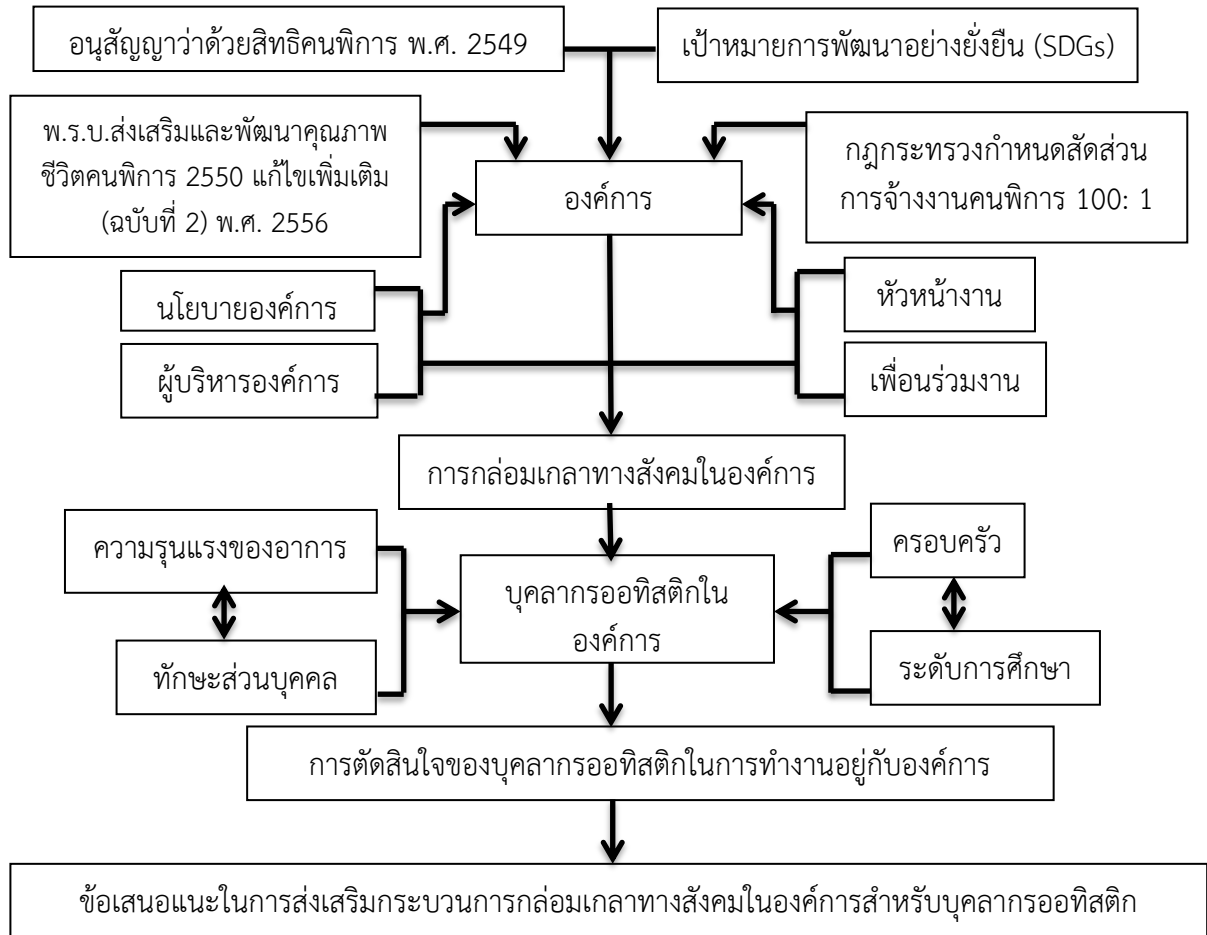 อนุสัญญาว่าด้วยสิทธิคนพิการ พ.ศ. 2549
เป้าหมายการพัฒนาอย่างยั่งยืน (SDGs)
พ.ร.บ.ส่งเสริมและพัฒนาคุณภาพ
ชีวิตคนพิการ 2550 แก้ไขเพิ่มเติม
(ฉบับที่ 2) พ.ศ. 2556
องค์การ
กฎกระทรวงกำหนดสัดส่วน
การจ้างงานคนพิการ 100: 1
นโยบายองค์การ
หัวหน้างาน
ผู้บริหารองค์การ
เพื่อนร่วมงาน
การกล่อมเกลาทางสังคมในองค์การ
ความรุนแรงของอาการ
ครอบครัว
บุคลากรออทิสติกใน
องค์การ
ทักษะส่วนบุคคล
ระดับการศึกษา
การตัดสินใจของบุคลากรออทิสติกในการทำงานอยู่กับองค์การ
ข้อเสนอแนะในการส่งเสริมกระบวนการกล่อมเกลาทางสังคมในองค์การสำหรับบุคลากรออทิสติก